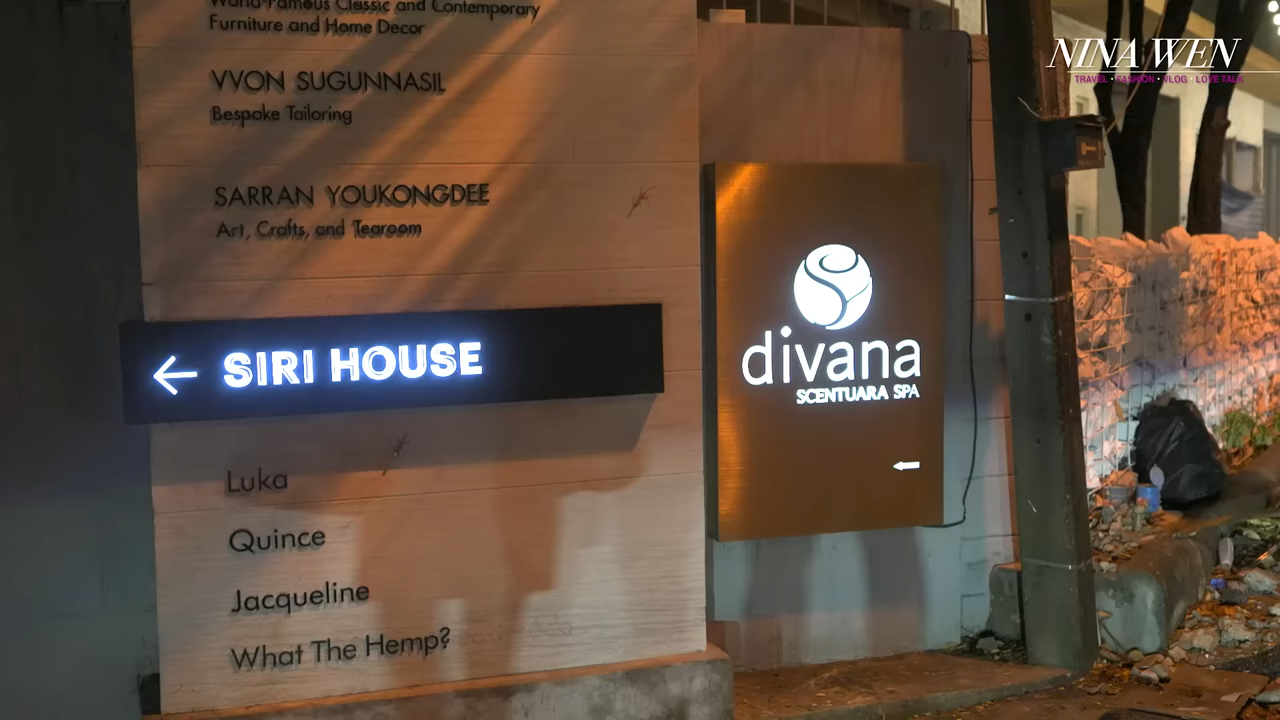 World-Famous Classic and Contemporary
Furniture and Home Decor
VVON SUGUNNASIL
Bespoke Tailoring
SARRAN YOUKONGDEE
Art, Crafts, and Tearoom
← SIRI HOUSE
Luka
Quince
Jacqueline
What The Hemp?
divana
SCENTUARA SPA
←
NINA WEN
TRAVEL • FASHION • VLOG • LOVE TALK